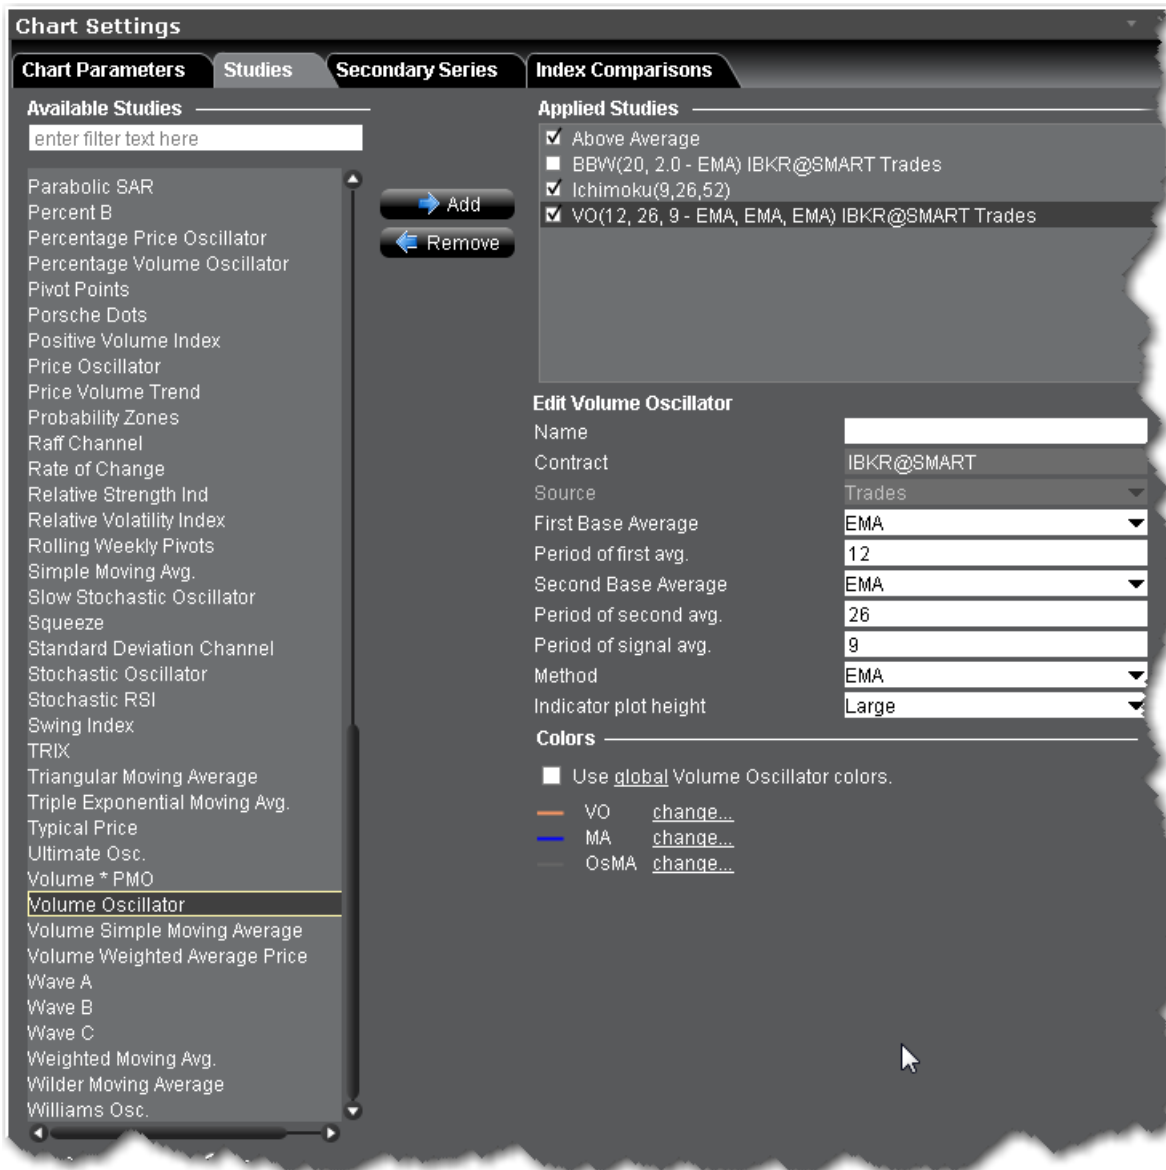 Chart Settings
Chart Parameters Studies Secondary Series Index Comparisons
Available Studies
enter filter text here
Parabolic SAR
Percent B
Percentage Price Oscillator
Percentage Volume Oscillator
Pivot Points
Porsche Dots
Positive Volume Index
Price Oscillator
Price Volume Trend
Probability Zones
Raff Channel
Rate of Change
Relative Strength Ind
Relative Volatility Index
Rolling Weekly Pivots
Simple Moving Avg.
Slow Stochastic Oscillator
Squeeze
Standard Deviation Channel
Stochastic Oscillator
Stochastic RSI
Swing Index
TRIX
Triangular Moving Average
Triple Exponential Moving Avg.
Typical Price
Ultimate Osc.
Volume * PMO
Volume Oscillator
Volume Simple Moving Average
Volume Weighted Average Price
Wave A
Wave B
Wave C
Weighted Moving Avg.
Wilder Moving Average
Williams Osc.
Add
Remove
Applied Studies
Above Average
BBW(20, 2.0 - EMA) IBKR@SMART Trades
Ichimoku(9,26,52)
VO(12, 26, 9 - EMA, EMA, EMA) IBKR@SMART Trades
Edit Volume Oscillator
Name
Contract IBKR@SMART
Source Trades
First Base Average EMA
Period of first avg. 12
Second Base Average EMA
Period of second avg. 26
Period of signal avg. 9
Method EMA
Indicator plot height Large
Colors
Use global Volume Oscillator colors.
VO change...
MA change...
OsMA change...